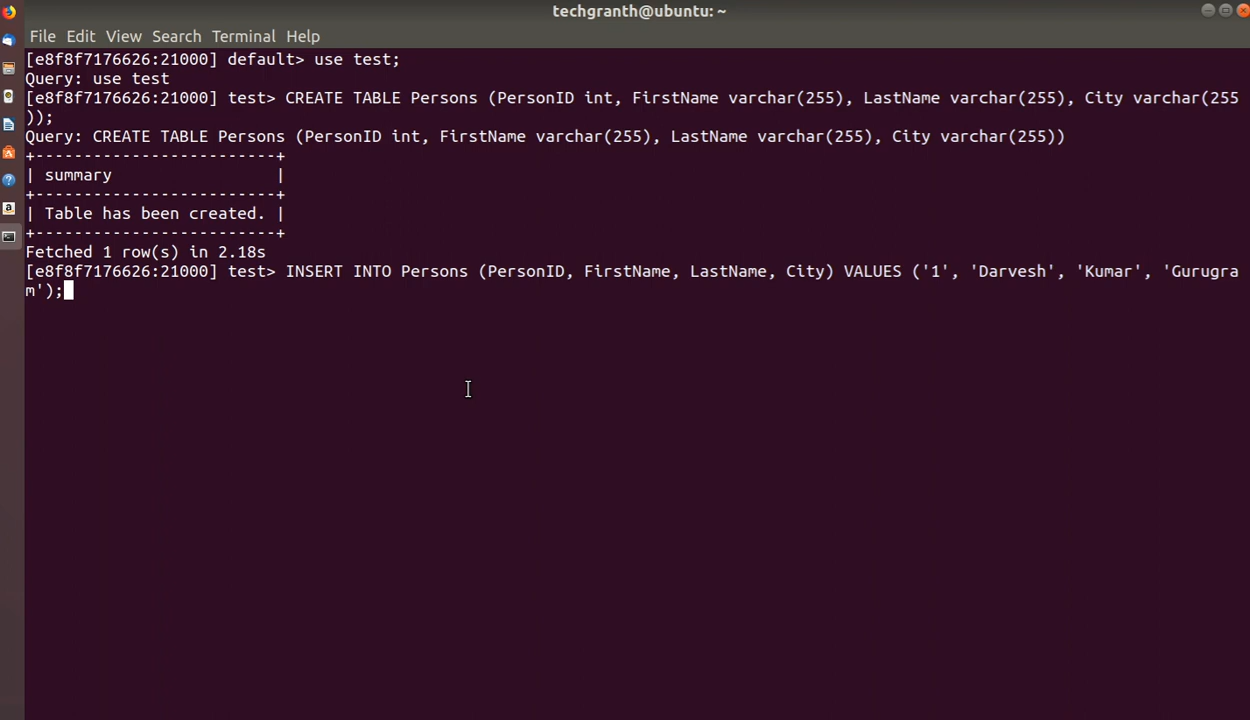 techgranth@ubuntu: ~
File Edit View Search Terminal Help
[e8f8f7176626:21000] default> use test;
Query: use test
[e8f8f7176626:21000] test> CREATE TABLE Persons (PersonID int, FirstName varchar(255), LastName varchar(255), City varchar(255
));
Query: CREATE TABLE Persons (PersonID int, FirstName varchar(255), LastName varchar(255), City varchar(255))
+-------------------------+
| summary                 |
+-------------------------+
| Table has been created. |
+-------------------------+
Fetched 1 row(s) in 2.18s
[e8f8f7176626:21000] test> INSERT INTO Persons (PersonID, FirstName, LastName, City) VALUES ('1', 'Darvesh', 'Kumar', 'Gurugra
m');